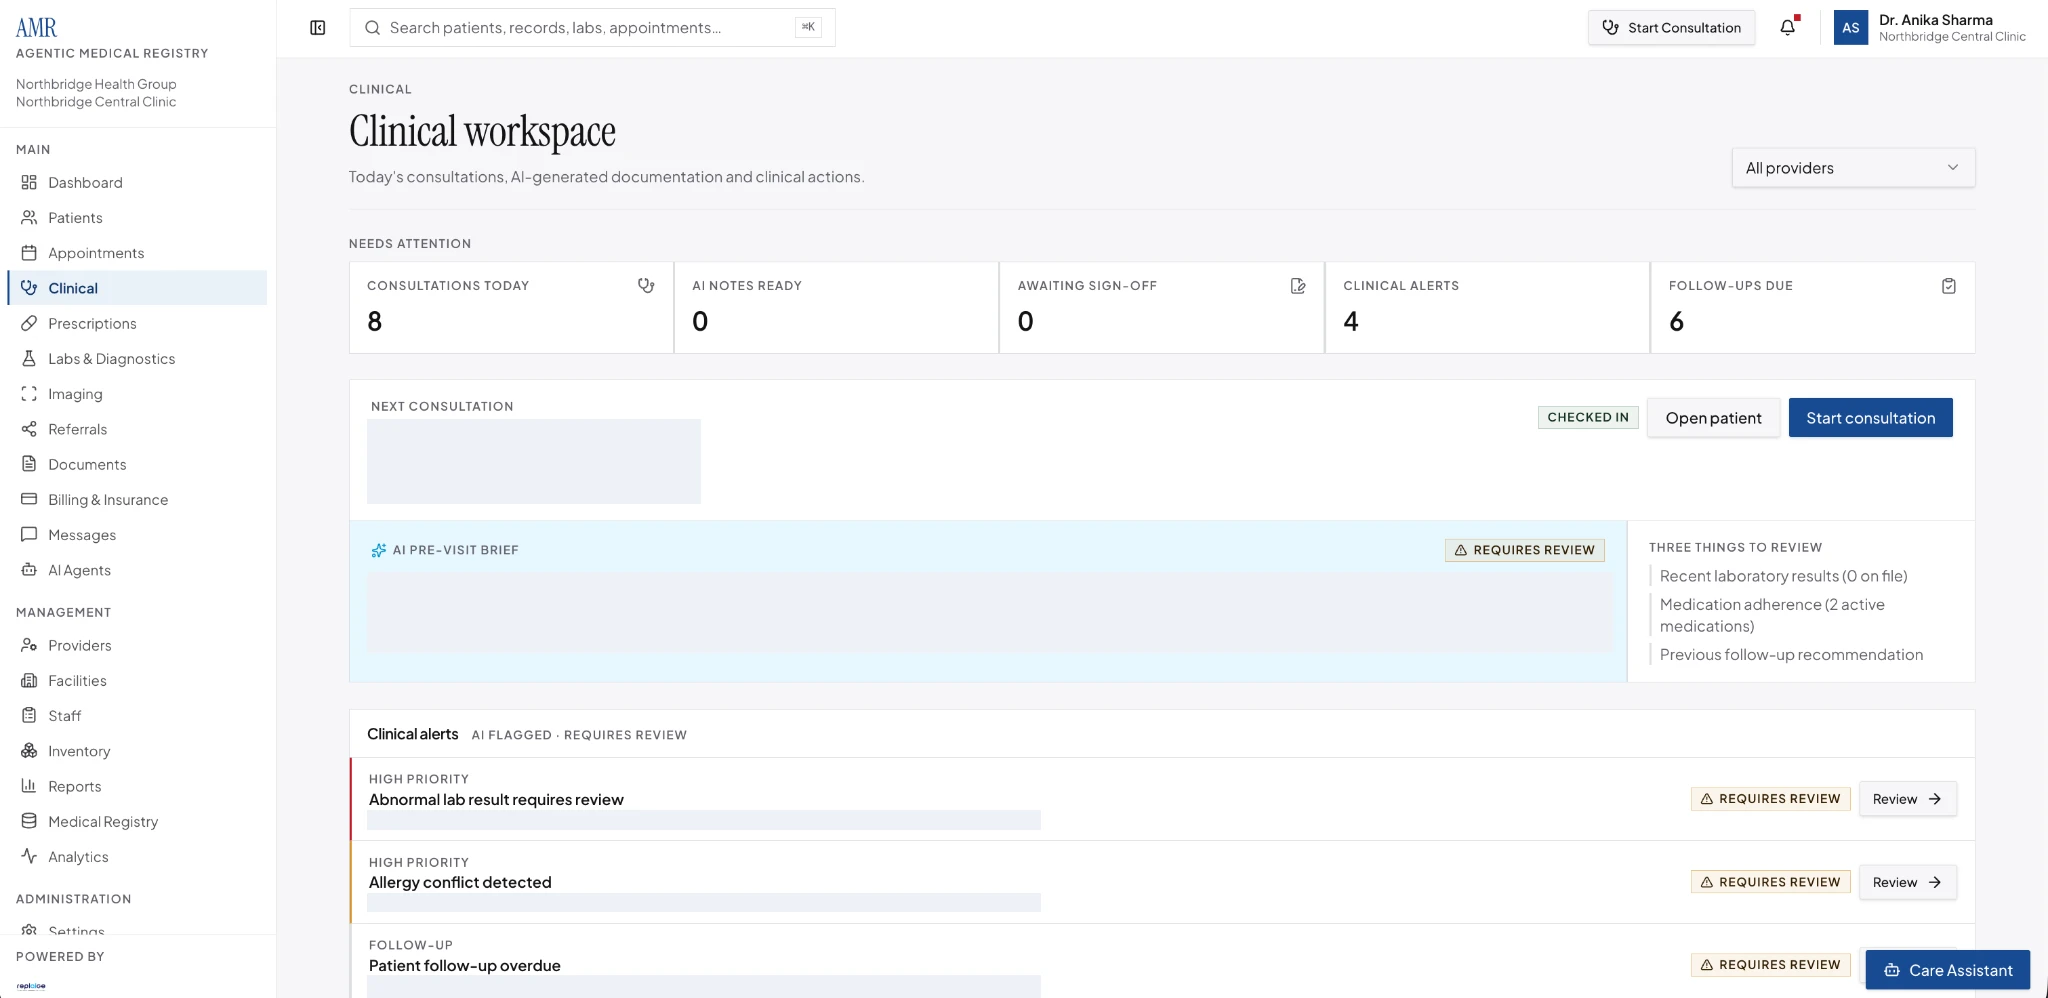 AMR
AGENTIC MEDICAL REGISTRY
Northbridge Health Group
Northbridge Central Clinic
MAIN
Dashboard
Patients
Appointments
Clinical
Prescriptions
Labs & Diagnostics
Imaging
Referrals
Documents
Billing & Insurance
Messages
AI Agents
MANAGEMENT
Providers
Facilities
Staff
Inventory
Reports
Medical Registry
Analytics
ADMINISTRATION
Settings
POWERED BY
replaice
Search patients, records, labs, appointments...
⌘K
Start Consultation
AS
Dr. Anika Sharma
Northbridge Central Clinic
CLINICAL
Clinical workspace
Today's consultations, AI-generated documentation and clinical actions.
All providers
NEEDS ATTENTION
CONSULTATIONS TODAY
8
AI NOTES READY
0
AWAITING SIGN-OFF
0
CLINICAL ALERTS
4
FOLLOW-UPS DUE
6
NEXT CONSULTATION
CHECKED IN
Open patient
Start consultation
AI PRE-VISIT BRIEF
REQUIRES REVIEW
THREE THINGS TO REVIEW
Recent laboratory results (0 on file)
Medication adherence (2 active
medications)
Previous follow-up recommendation
Clinical alerts AI FLAGGED · REQUIRES REVIEW
HIGH PRIORITY
Abnormal lab result requires review
REQUIRES REVIEW
Review
HIGH PRIORITY
Allergy conflict detected
REQUIRES REVIEW
Review
FOLLOW-UP
Patient follow-up overdue
REQUIRES REVIEW
Care Assistant